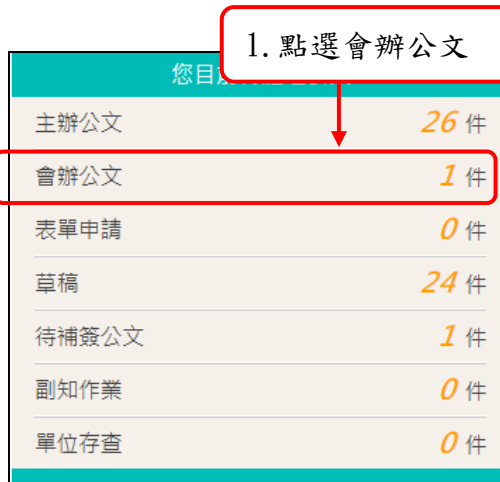 1. 點選會辦公文
您目前
主辦公文 26 件
會辦公文 1 件
表單申請 0 件
草稿 24 件
待補簽公文 1 件
副知作業 0 件
單位存查 0 件